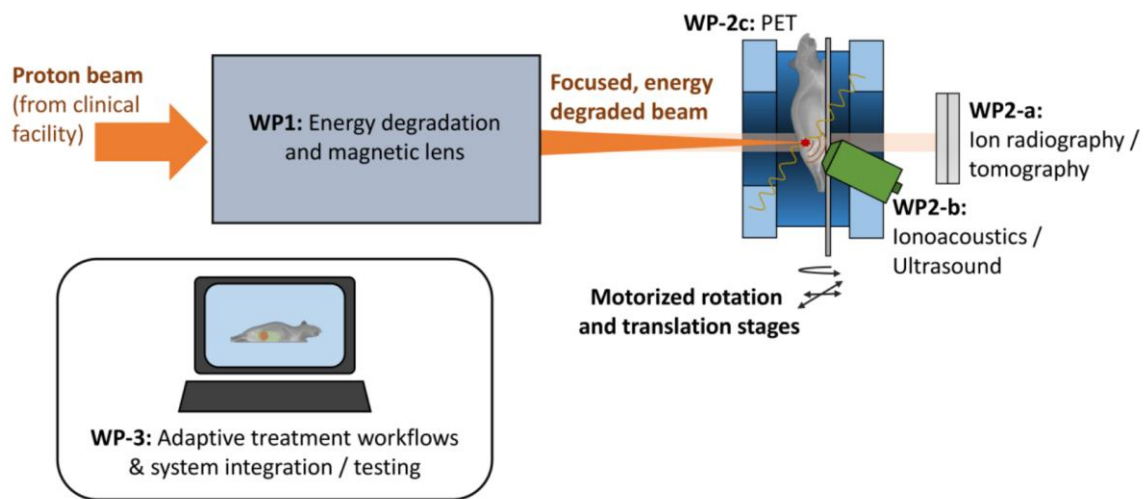 WP-2c: PET
Proton beam
(from clinical
facility)
WP1: Energy degradation
and magnetic lens
Focused, energy
degraded beam
WP2-a:
Ion radiography /
tomography
WP2-b:
Ionoacoustics /
Ultrasound
Motorized rotation
and translation stages
WP-3: Adaptive treatment workflows
& system integration / testing